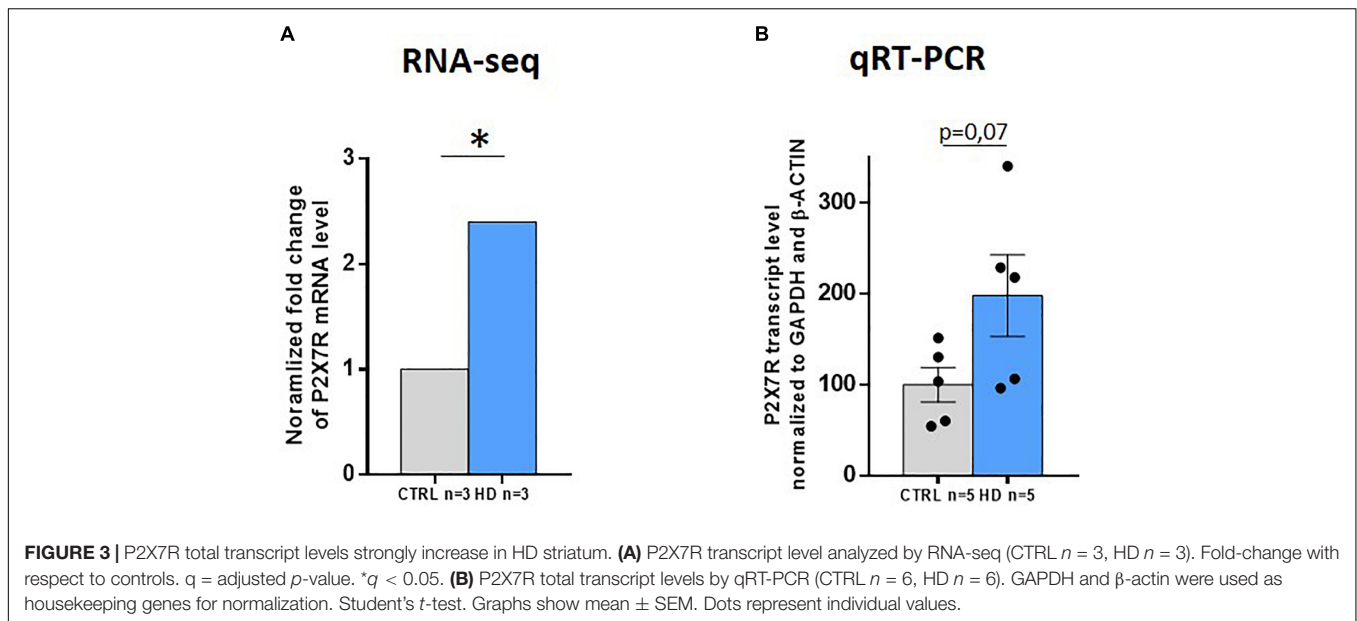 A
RNA-seq
*
Noramlized fold change
of P2X7R mRNA level
3
2
1
0
CTRL n=3 HD n=3
B
qRT-PCR
p=0,07
P2X7R transcript level
normalized to GAPDH and β-ACTIN
300
200
100
0
CTRL n=5 HD n=5
FIGURE 3 | P2X7R total transcript levels strongly increase in HD striatum. (A) P2X7R transcript level analyzed by RNA-seq (CTRL n = 3, HD n = 3). Fold-change with
respect to controls. q = adjusted p-value. *q < 0.05. (B) P2X7R total transcript levels by qRT-PCR (CTRL n = 6, HD n = 6). GAPDH and β-actin were used as
housekeeping genes for normalization. Student's t-test. Graphs show mean ± SEM. Dots represent individual values.